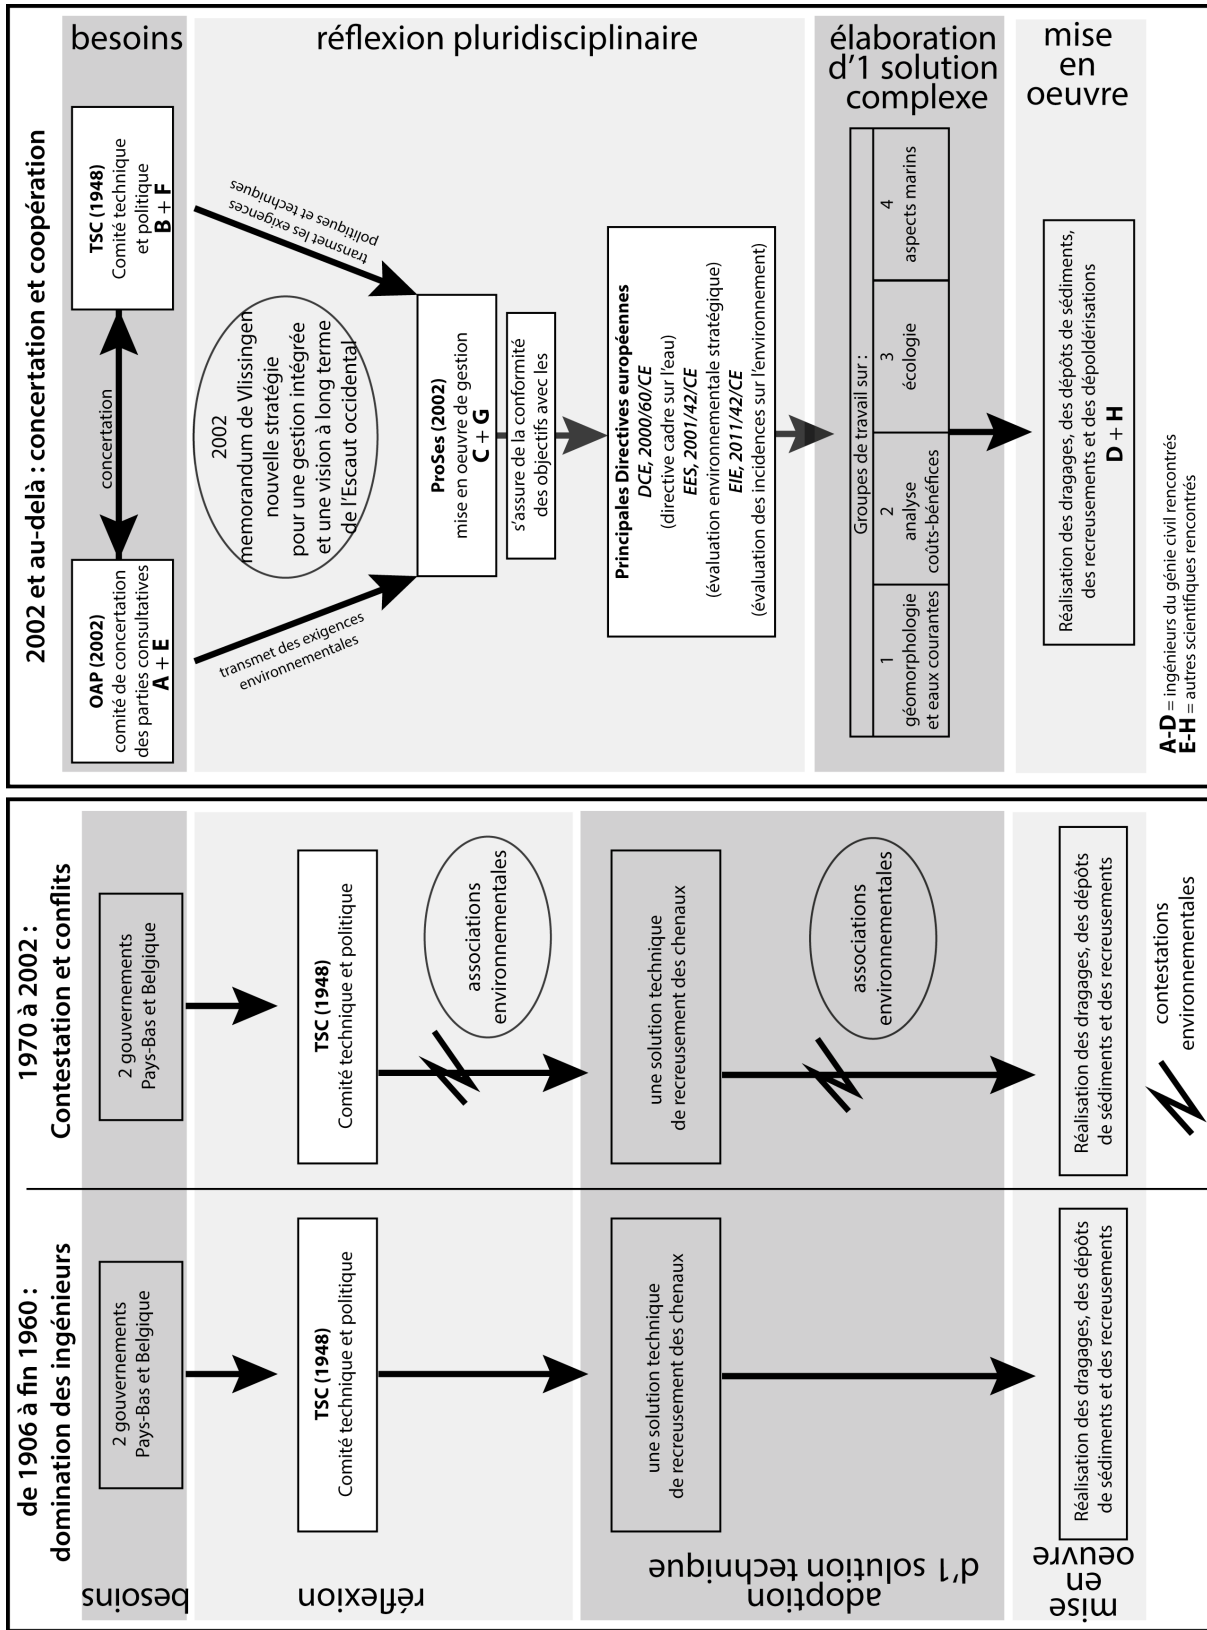 de 1906 à fin 1960 :
domination des ingénieurs
besoins
2 gouvernements
Pays-Bas et Belgique
réflexion
TSC (1948)
Comité technique et politique
adoption
d'1 solution technique
une solution technique
de recreusement des chenaux
mise
en
oeuvre
Réalisation des dragages, des dépôts
de sédiments et des recreusements
1970 à 2002 :
Contestation et conflits
2 gouvernements
Pays-Bas et Belgique
TSC (1948)
Comité technique et politique
associations
environnementales
une solution technique
de recreusement des chenaux
associations
environnementales
Réalisation des dragages, des dépôts
de sédiments et des recreusements
contestations
environnementales
2002 et au-delà : concertation et coopération
besoins
OAP (2002)
comité de concertation
des parties consultatives
A + E
concertation
TSC (1948)
Comité technique
et politique
B + F
réflexion pluridisciplinaire
transmet des exigences
environnementales
2002
memorandum de Vlissingen
nouvelle stratégie
pour une gestion intégrée
et une vision à long terme
de l'Escaut occidental
transmet les exigences
politiques et techniques
ProSes (2002)
mise en oeuvre de gestion
C + G
s'assure de la conformité
des objectifs avec les
Principales Directives européennes
DCE, 2000/60/CE
(directive cadre sur l'eau)
EES, 2001/42/CE
(évaluation environementale stratégique)
EIE, 2011/42/CE
(évaluation des incidences sur l'environnement)
élaboration
d'1 solution
complexe
Groupes de travail sur :
1
géomorphologie
et eaux courantes
2
analyse
coûts-bénéfices
3
écologie
4
aspects marins
mise
en
oeuvre
Réalisation des dragages, des dépôts de sédiments,
des recreusements et des dépoldérisations
D + H
A-D = ingénieurs du génie civil rencontrés
E-H = autres scientifiques rencontrés